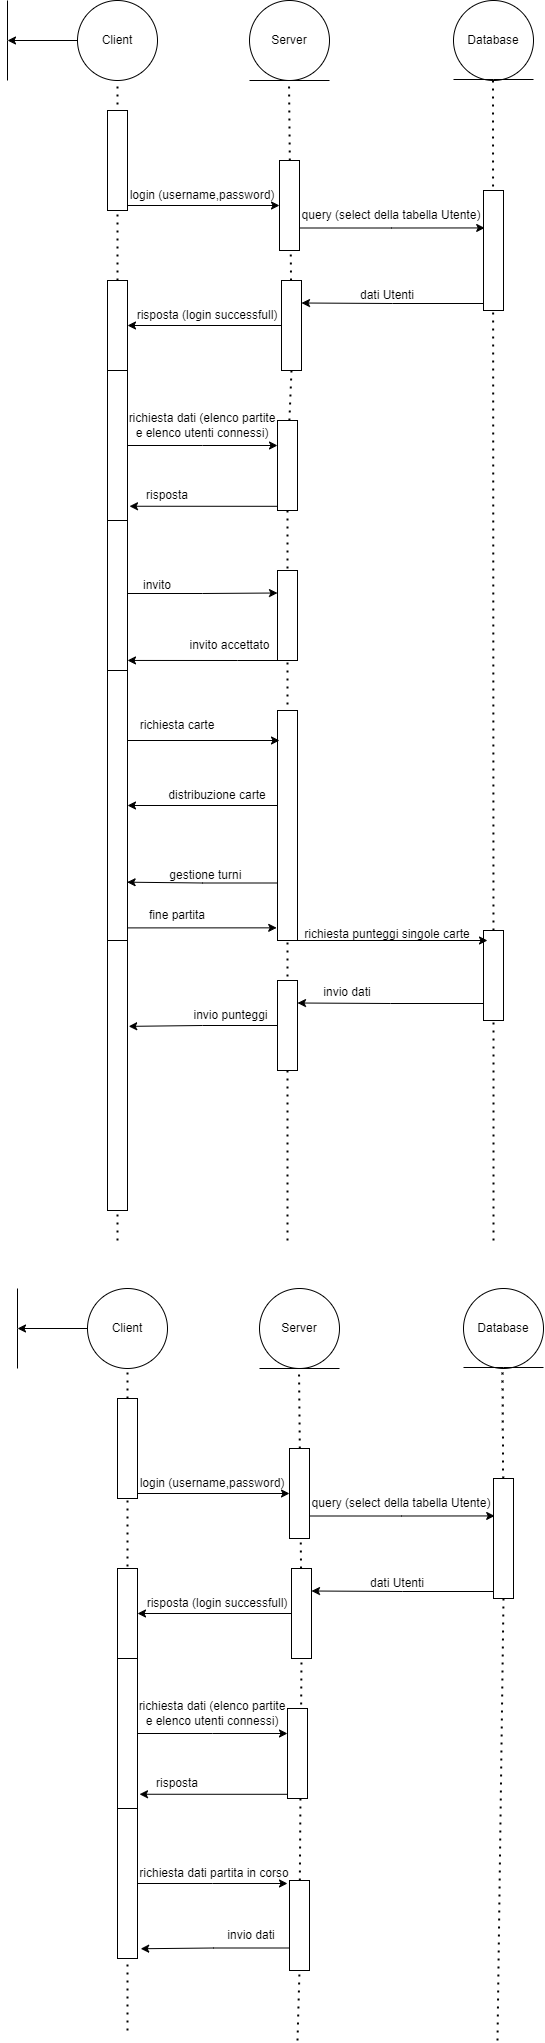 Client
Server
Database
login (username,password)
query (select della tabella Utente)
dati Utenti
risposta (login successfull)
richiesta dati (elenco partite
e elenco utenti connessi)
risposta
invito
invito accettato
richiesta carte
distribuzione carte
gestione turni
fine partita
richiesta punteggi singole carte
invio dati
invio punteggi
Client
Server
Database
login (username,password)
query (select della tabella Utente)
dati Utenti
risposta (login successfull)
richiesta dati (elenco partite
e elenco utenti connessi)
risposta
richiesta dati partita in corso
invio dati